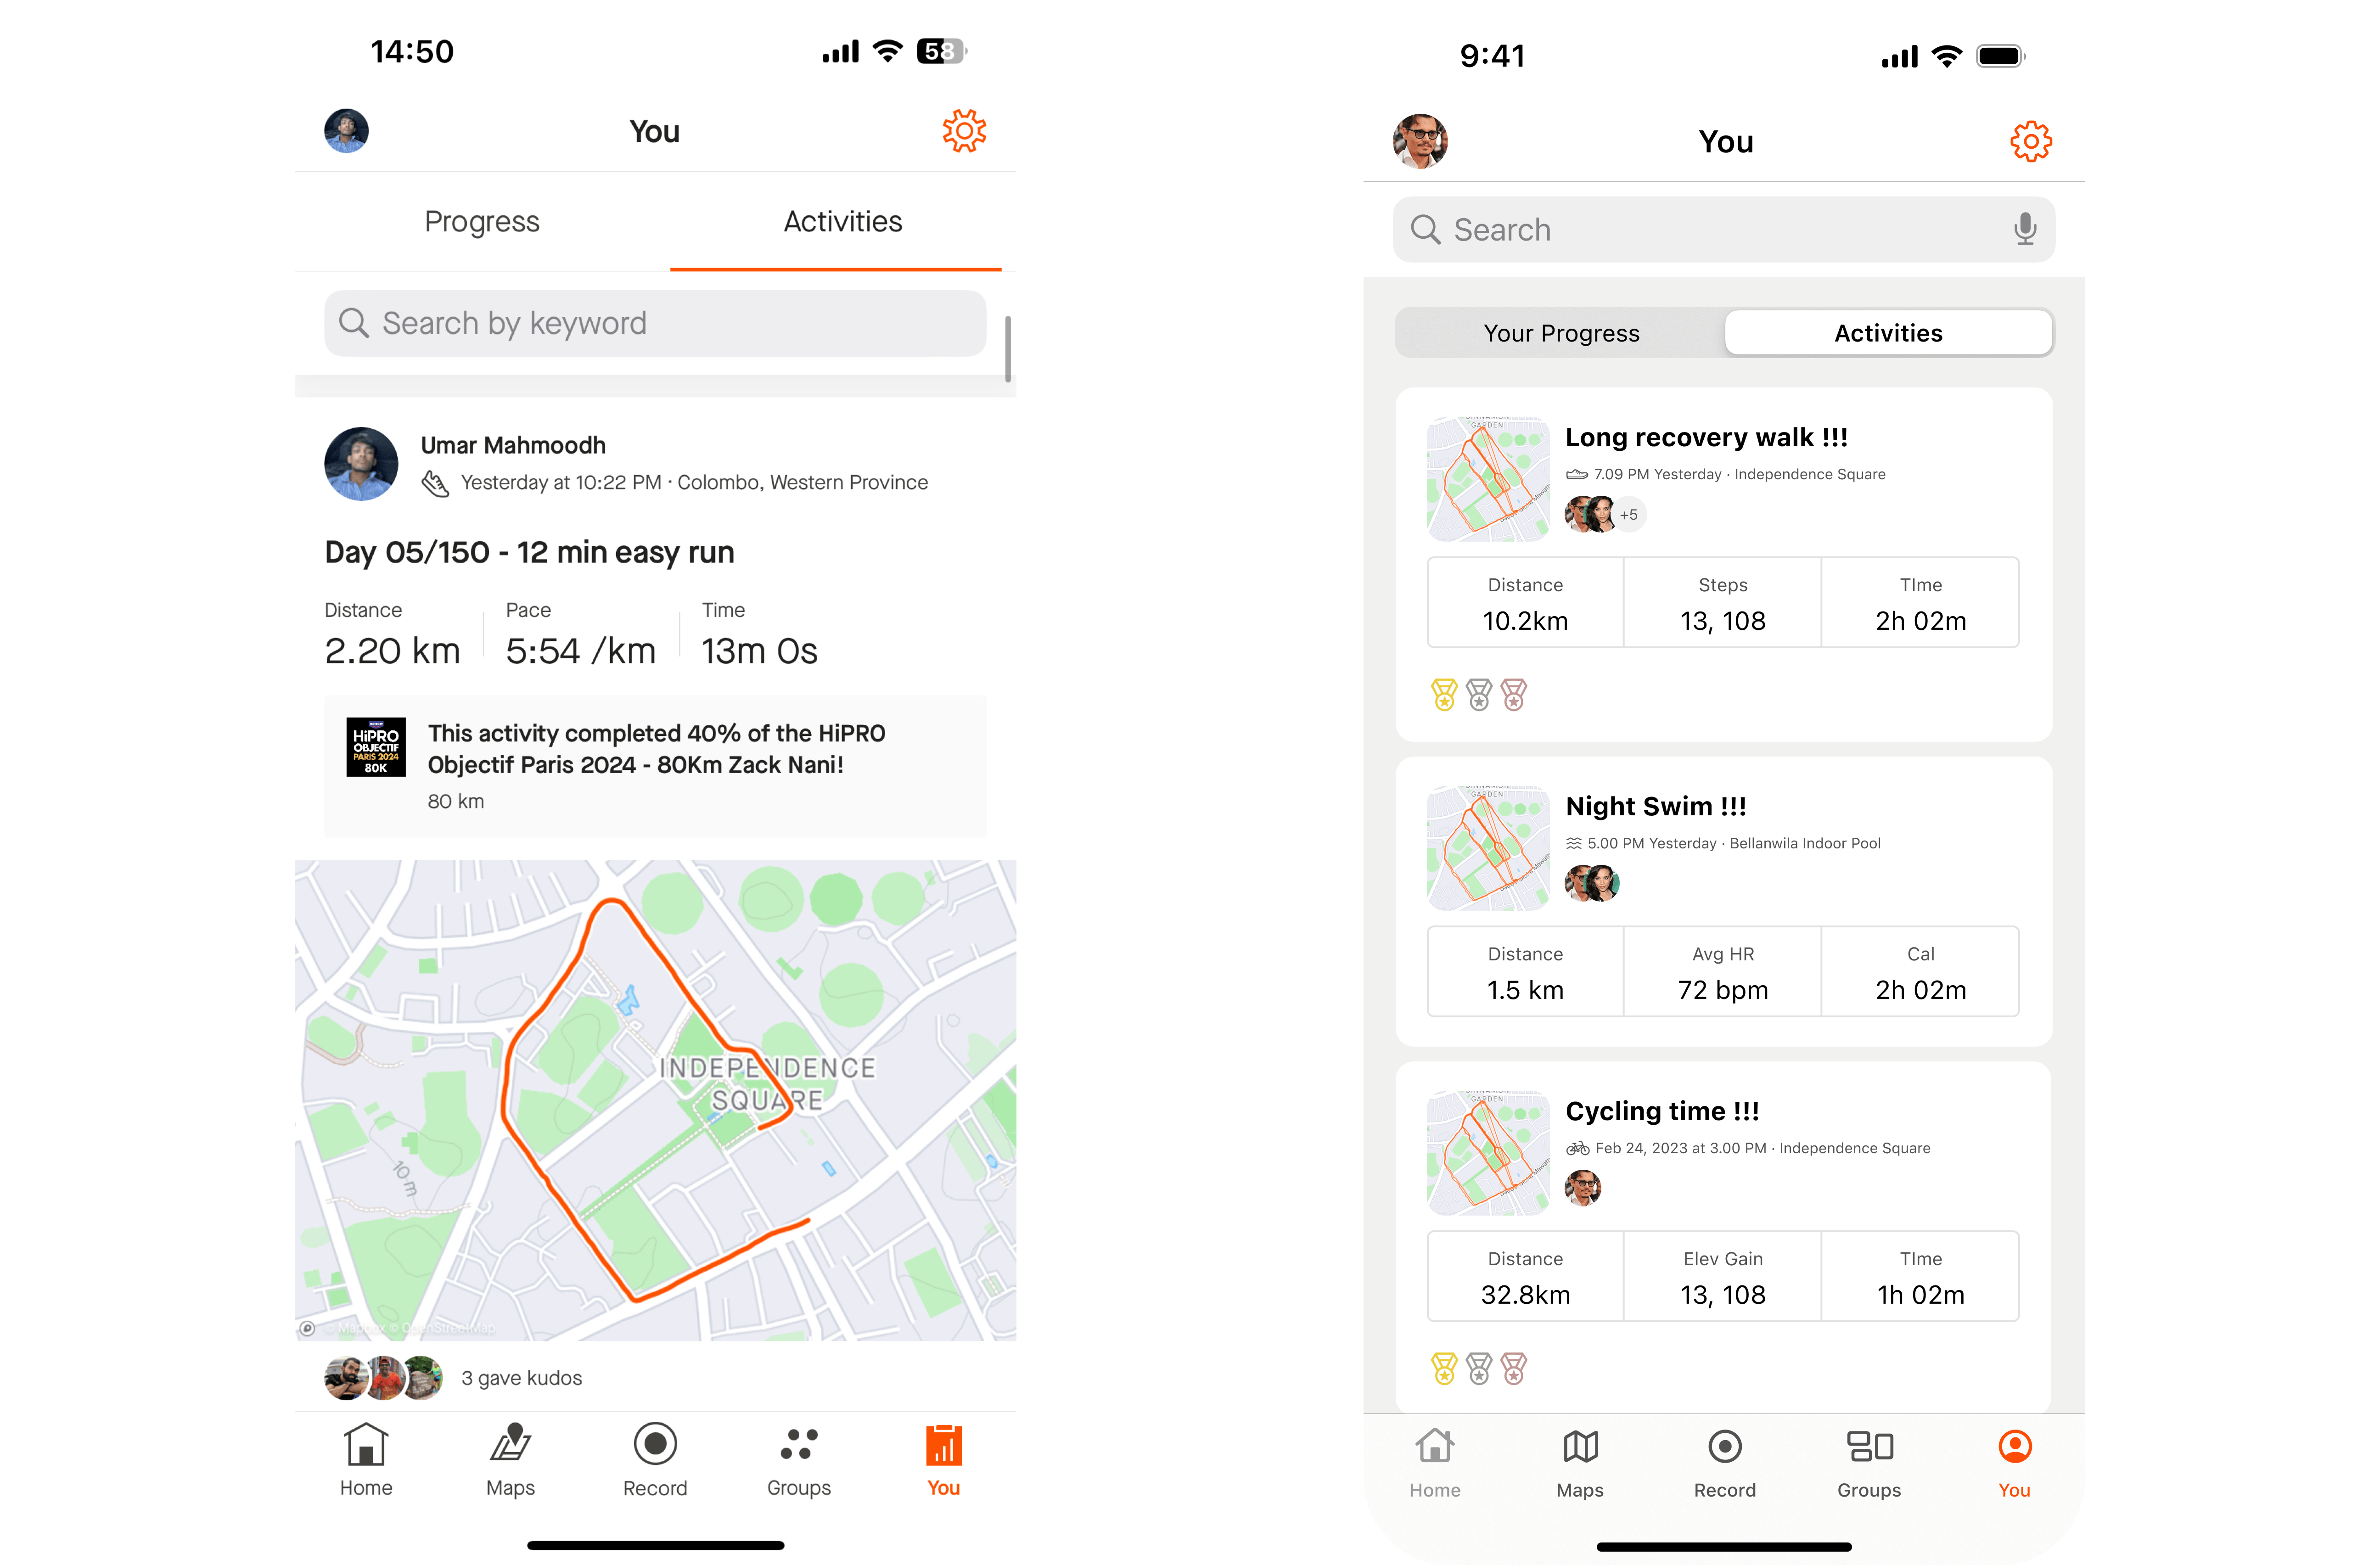 14:50
58
You
Progress
Activities
Search by keyword
Umar Mahmoodh
Yesterday at 10:22 PM · Colombo, Western Province
Day 05/150 - 12 min easy run
Distance
Pace
Time
2.20 km
5:54 /km
13m 0s
HiPRO
OBJECTIF
PARIS 2024
80K
This activity completed 40% of the HiPRO
Objectif Paris 2024 - 80Km Zack Nani!
80 km
INDEPENDENCE
SQUARE
10 m
© Mapbox © OpenStreetMap
3 gave kudos
Home
Maps
Record
Groups
You
9:41
You
Search
Your Progress
Activities
GARDEN
Long recovery walk !!!
7.09 PM Yesterday · Independence Square
+5
Distance
Steps
TIme
10.2km
13, 108
2h 02m
GARDEN
Night Swim !!!
5.00 PM Yesterday · Bellanwila Indoor Pool
Distance
Avg HR
Cal
1.5 km
72 bpm
2h 02m
GARDEN
Cycling time !!!
Feb 24, 2023 at 3.00 PM · Independence Square
Distance
Elev Gain
TIme
32.8km
13, 108
1h 02m
Home
Maps
Record
Groups
You